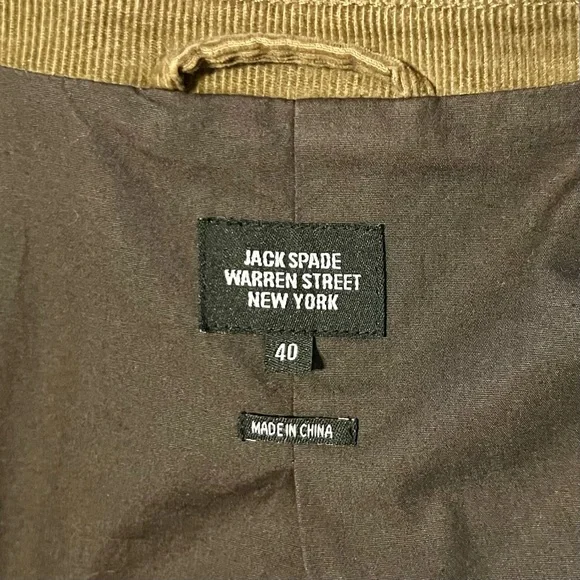 JACK SPADE
WARREN STREET
NEW YORK
40
MADE IN CHINA